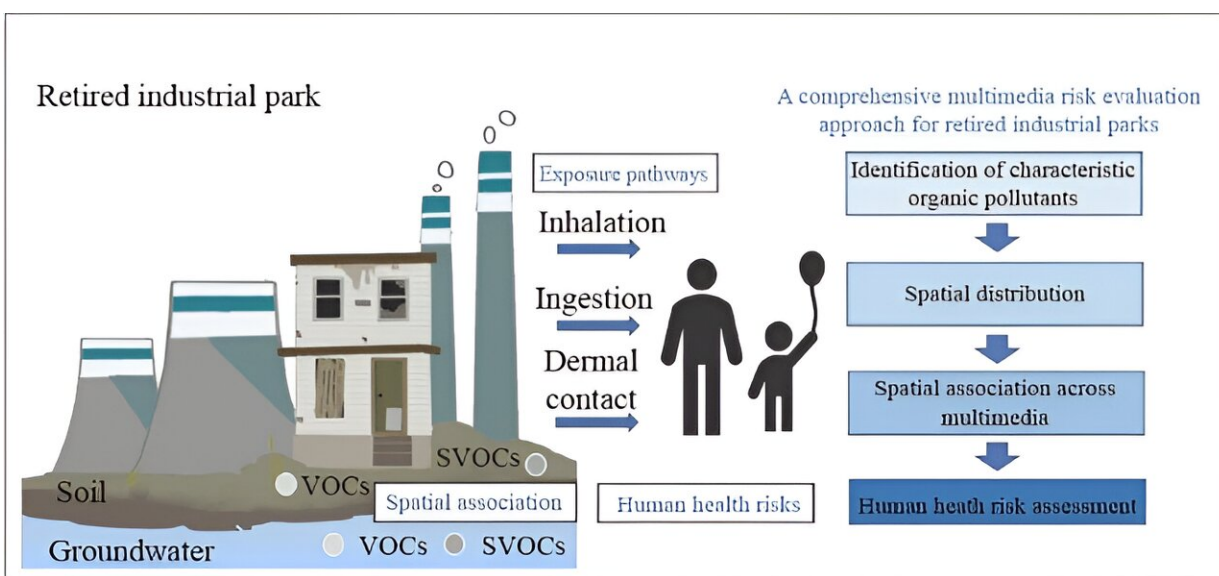 Retired industrial park
A comprehensive multimedia risk evaluation
approach for retired industrial parks
Exposure pathways
Inhalation
Ingestion
Dermal
contact
Identification of characteristic
organic pollutants
Spatial distribution
Spatial association across
multimedia
Human heath risk assessment
SVOCs
VOCs
Soil
Spatial association
Human health risks
Groundwater
VOCs
SVOCs